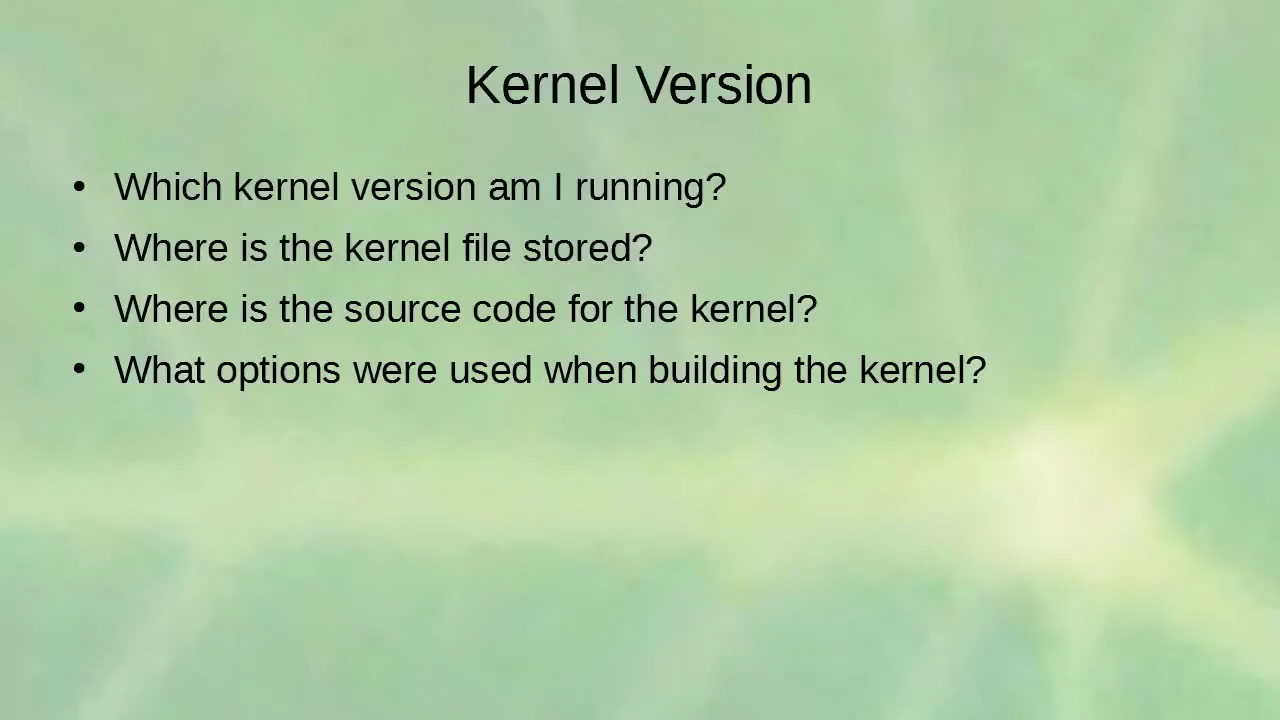 Kernel Version
• Which kernel version am I running?
• Where is the kernel file stored?
• Where is the source code for the kernel?
• What options were used when building the kernel?